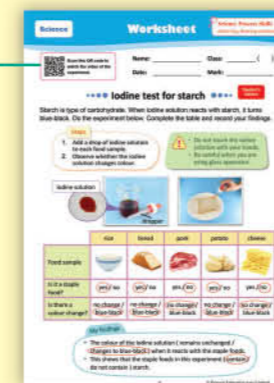 Science
Worksheet
Scan the QR code to
watch the video of the
experiment.
Name:
Class: ( )
Date:
Mark:
Iodine test for starch
Starch is type of carbohydrate. When iodine solution reacts with starch, it turns
blue-black. Do the experiment below. Complete the table and record your findings.
Steps
1. Add a drop of iodine solution
to each food sample.
2. Observe whether the iodine
solution changes colour.
• Do not touch the iodine
solution with your hands.
• Be careful when you are
using glass apparatus.
Iodine solution
dropper
rice bread pork potato cheese
Food sample
Is it a staple
food?
yes / no yes / no yes / no yes / no yes / no
Is there a
colour change?
no change / no change / no change / no change / no change /
blue-black blue-black blue-black blue-black blue-black
My findings
• The colour of the iodine solution ( remains unchanged /
changes to blue-black ) when it reacts with the staple foods.
• This shows that the staple foods in this experiment ( contain /
do not contain ) starch.